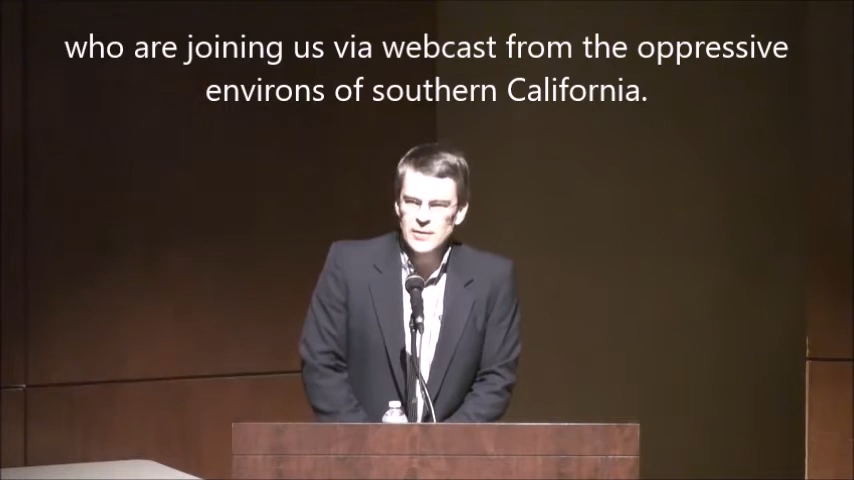 who are joining us via webcast from the oppressive
environs of southern California.